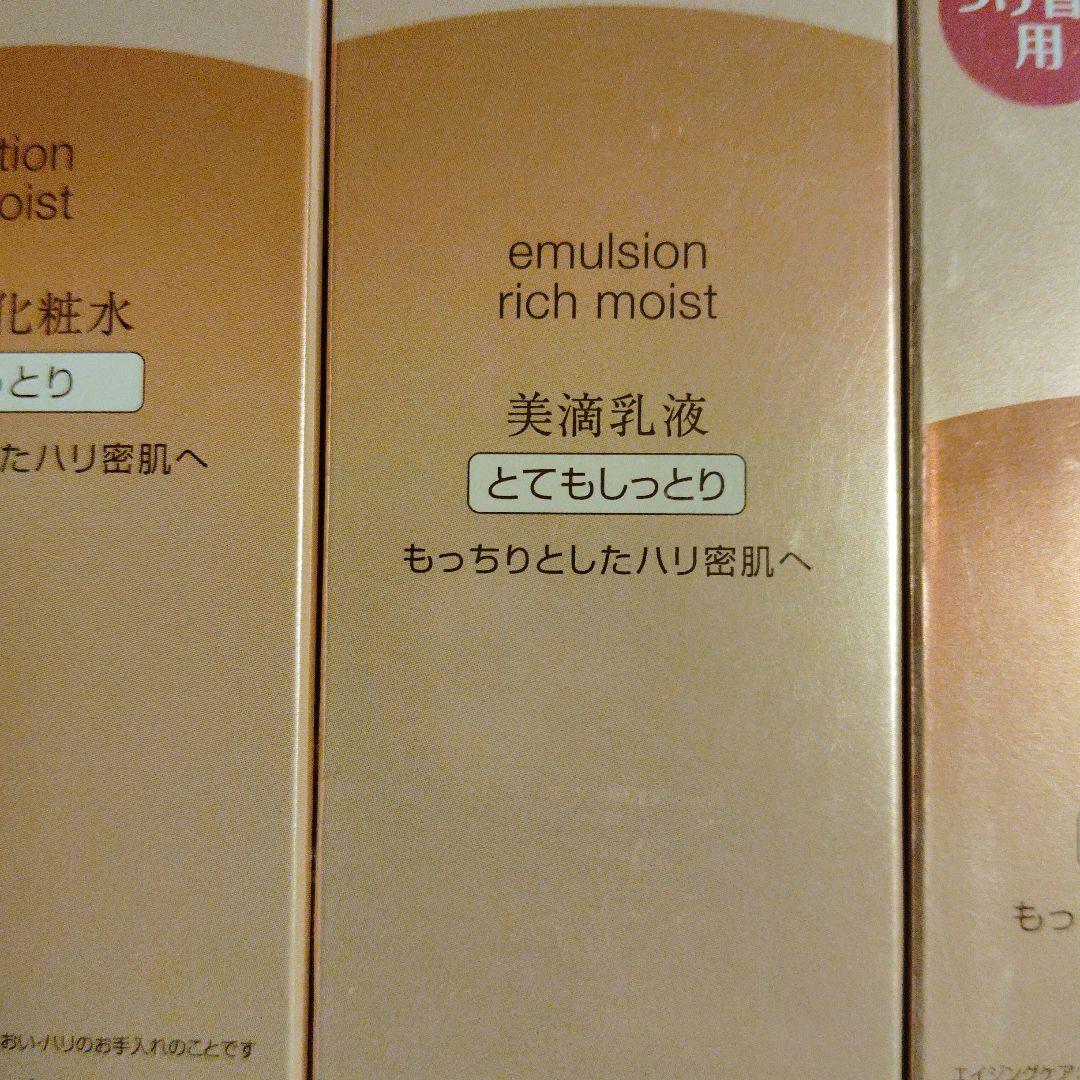 化粧水
とり
たハリ密肌へ
おい・ハリのお手入れのことです
emulsion
rich moist
美滴乳液
とてもしっとり
もっちりとしたハリ密肌へ
用
もっ
エイジングケア